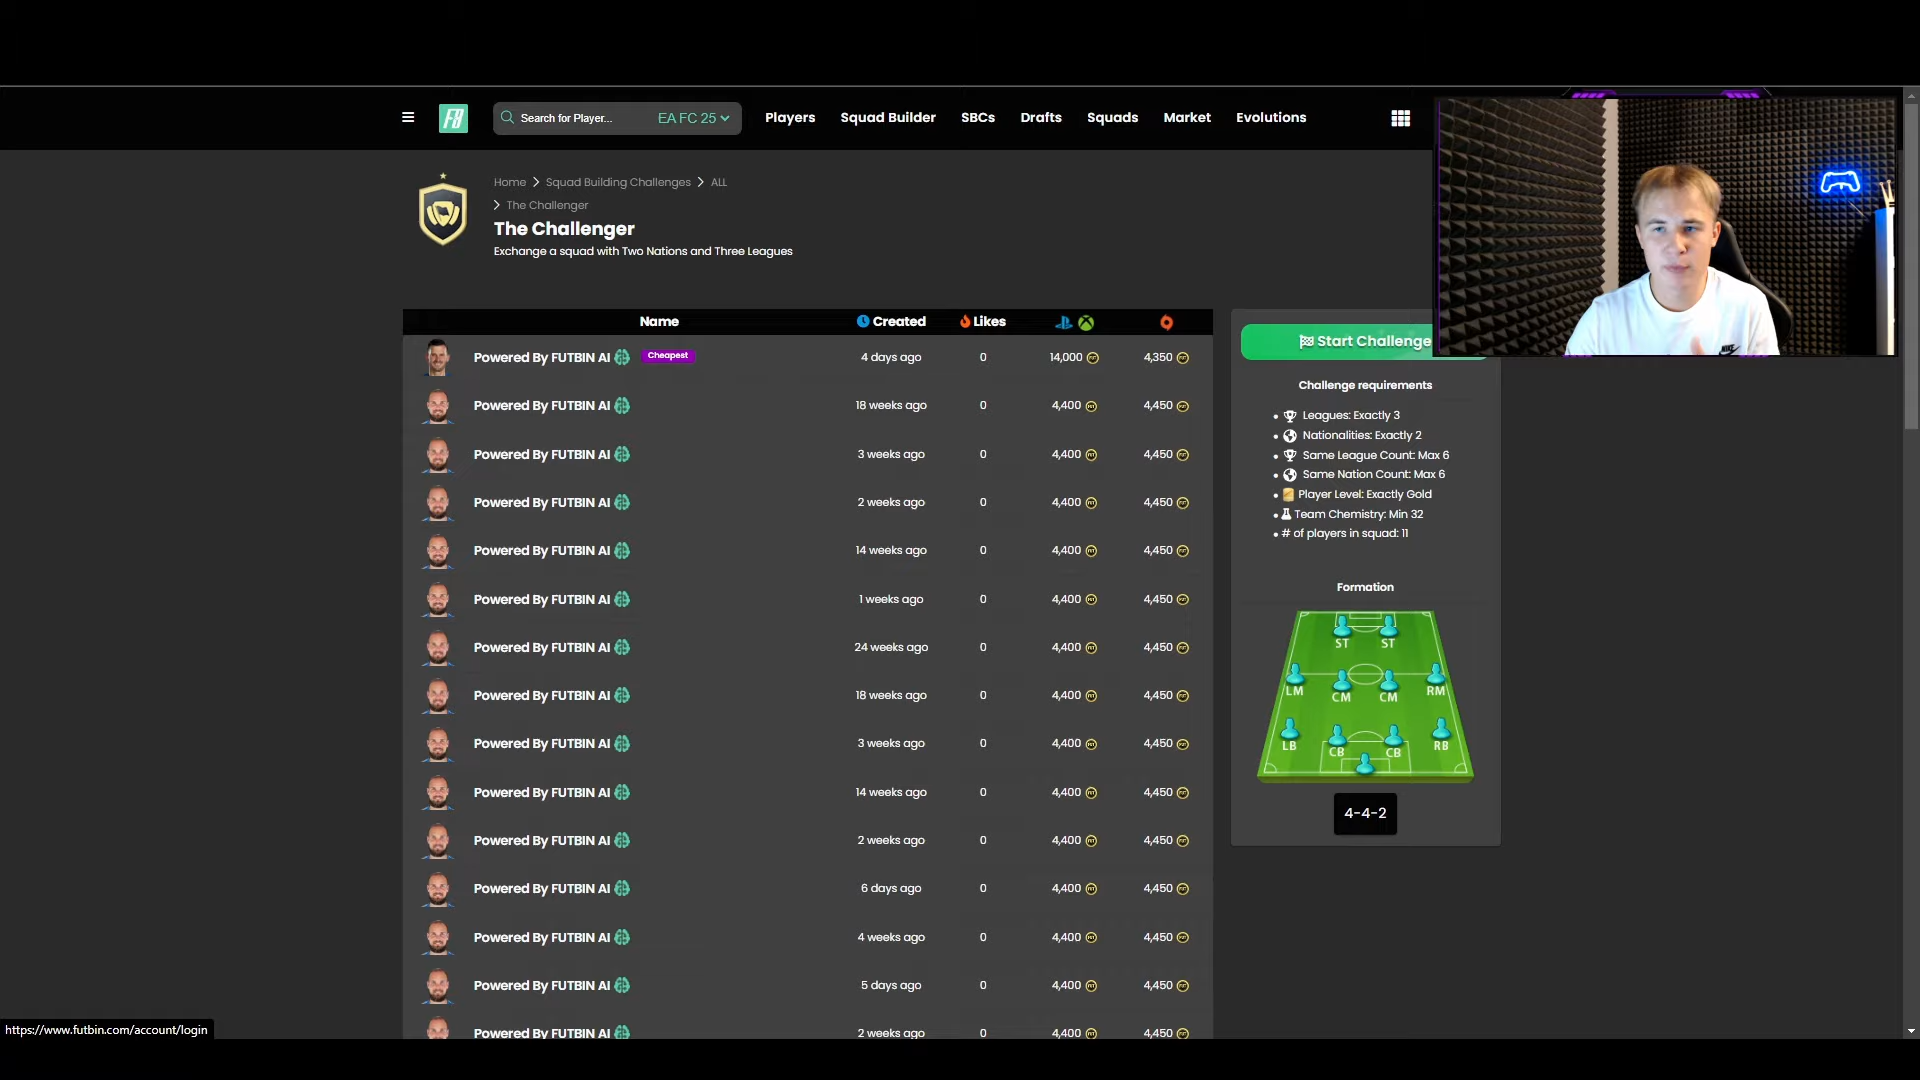 FB
Search for Player...
EA FC 25
Players
Squad Builder
SBCs
Drafts
Squads
Market
Evolutions
Home
Squad Building Challenges
ALL
The Challenger
The Challenger
Exchange a squad with Two Nations and Three Leagues
Name
Created
Likes
Powered By FUTBIN AI Cheapest 4 days ago 0 14,000 4,350
Powered By FUTBIN AI 18 weeks ago 0 4,400 4,450
Powered By FUTBIN AI 3 weeks ago 0 4,400 4,450
Powered By FUTBIN AI 2 weeks ago 0 4,400 4,450
Powered By FUTBIN AI 14 weeks ago 0 4,400 4,450
Powered By FUTBIN AI 1 weeks ago 0 4,400 4,450
Powered By FUTBIN AI 24 weeks ago 0 4,400 4,450
Powered By FUTBIN AI 18 weeks ago 0 4,400 4,450
Powered By FUTBIN AI 3 weeks ago 0 4,400 4,450
Powered By FUTBIN AI 14 weeks ago 0 4,400 4,450
Powered By FUTBIN AI 2 weeks ago 0 4,400 4,450
Powered By FUTBIN AI 6 days ago 0 4,400 4,450
Powered By FUTBIN AI 4 weeks ago 0 4,400 4,450
Powered By FUTBIN AI 5 days ago 0 4,400 4,450
Powered By FUTBIN AI 2 weeks ago 0 4,400 4,450
Start Challenge
Challenge requirements
Leagues: Exactly 3
Nationalities: Exactly 2
Same League Count: Max 6
Same Nation Count: Max 6
Player Level: Exactly Gold
Team Chemistry: Min 32
# of players in squad: 11
Formation
ST ST
LM CM CM RM
LB CB CB RB
4-4-2
https://www.futbin.com/account/login